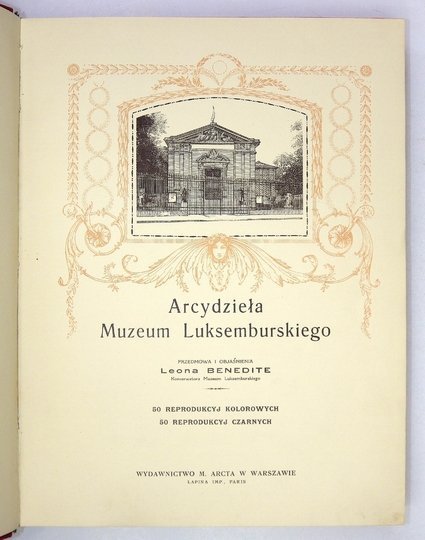 Arcydzieła
Muzeum Luksemburskiego
PRZEDMOWA I OBJAŚNIENIA
Leona BENEDITE
Konserwatora Muzeum Luksemburskiego
50 REPRODUKCYJ KOLOROWYCH
50 REPRODUKCYJ CZARNYCH
WYDAWNICTWO M. ARCTA W WARSZAWIE
LAPINA IMP., PARIS